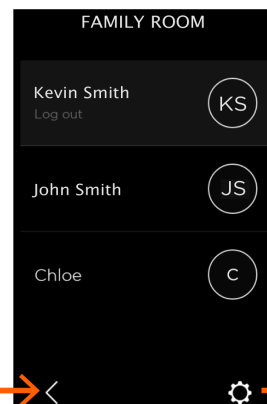 FAMILY ROOM
Kevin Smith
KS
Log out
John Smith
JS
Chloe
C